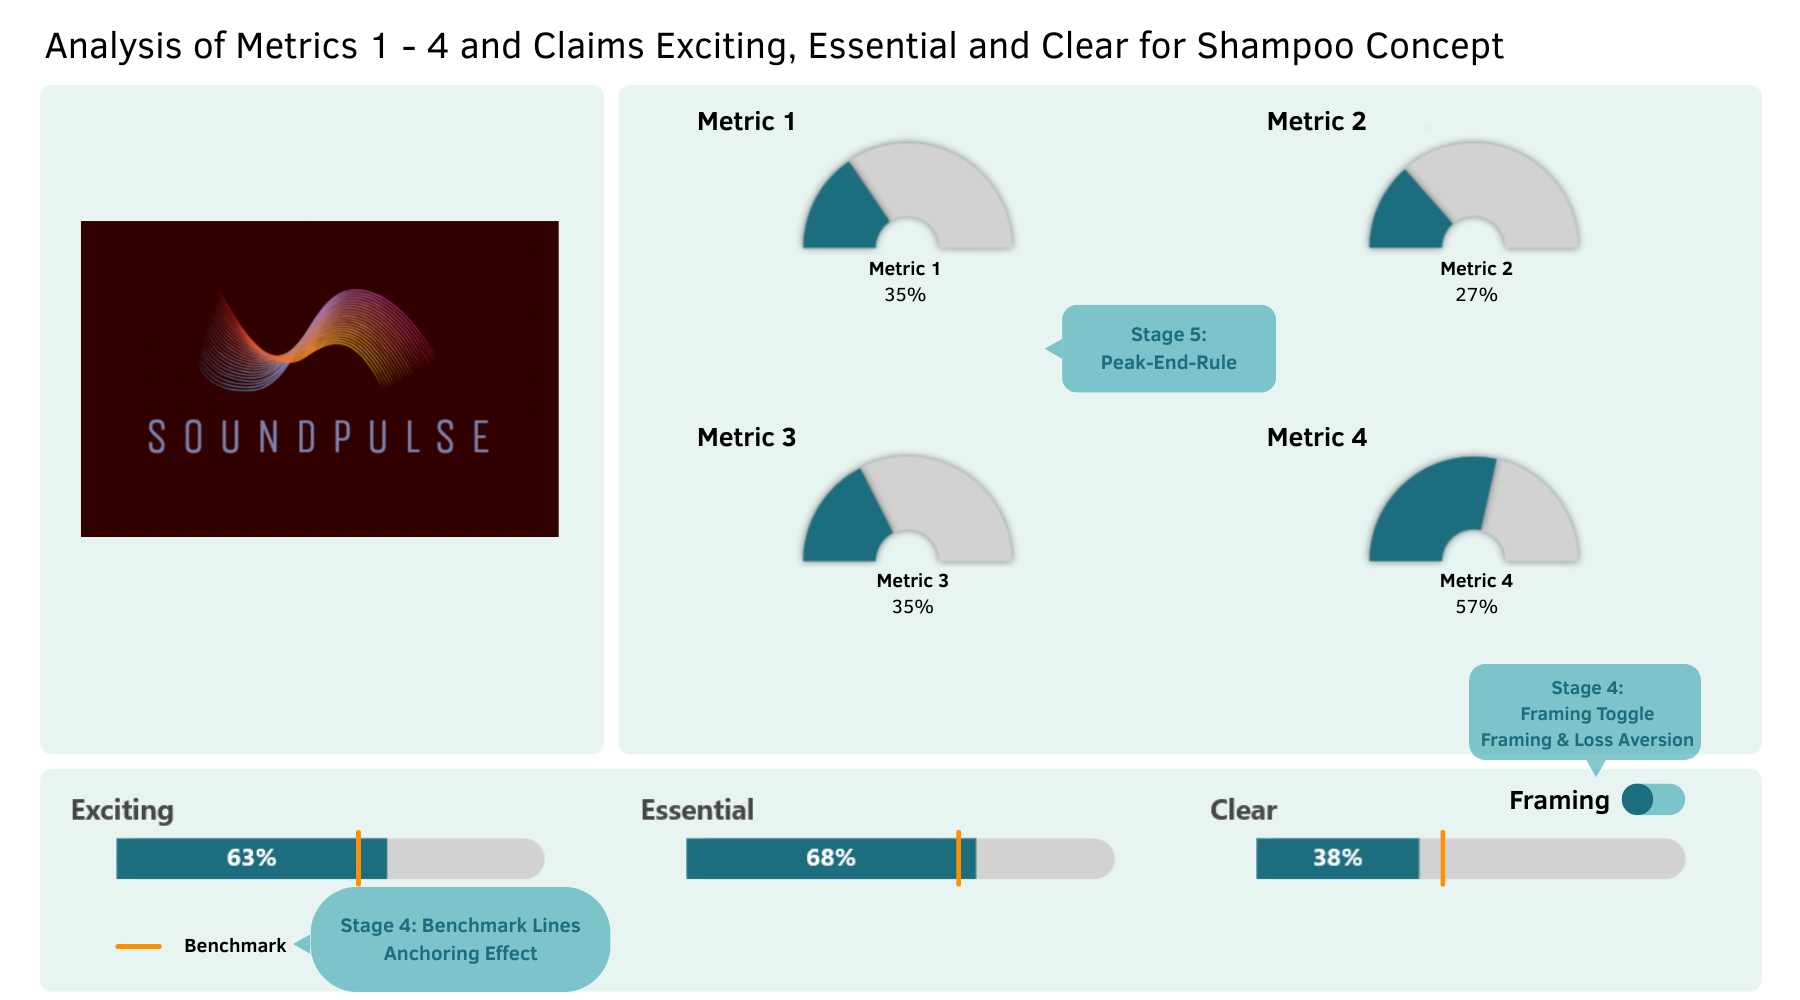 Analysis of Metrics 1 - 4 and Claims Exciting, Essential and Clear for Shampoo Concept
SOUNDPULSE
Metric 1
Metric 1
35%
Metric 2
Metric 2
27%
Stage 5:
Peak-End-Rule
Metric 3
Metric 3
35%
Metric 4
Metric 4
57%
Stage 4:
Framing Toggle
Framing & Loss Aversion
Framing
Exciting
63%
Essential
68%
Clear
38%
Benchmark
Stage 4: Benchmark Lines
Anchoring Effect